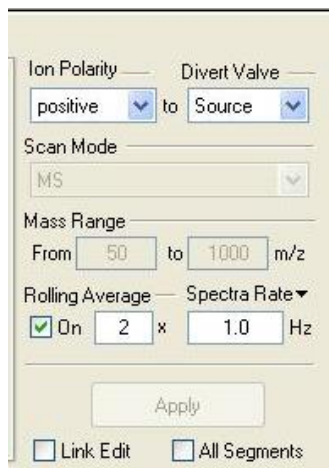 Ion Polarity Divert Valve
positive to Source
Scan Mode
MS
Mass Range
From 50 to 1000 m/z
Rolling Average Spectra Rate▾
On 2 x 1.0 Hz
Apply
Link Edit All Segments